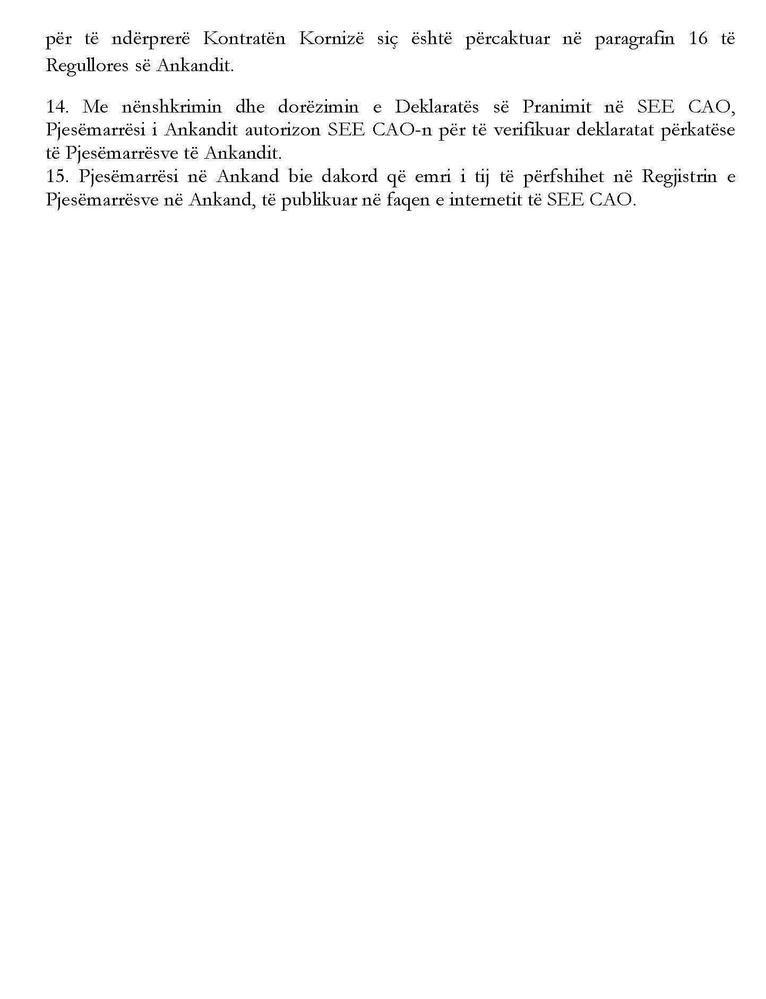 për të ndërprerë Kontratën Kornizë siç është përcaktuar në paragrafin 16 të
Regullores së Ankandit.
14. Me nënshkrimin dhe dorëzimin e Deklaratës së Pranimit në SEE CAO,
Pjesëmarrësi i Ankandit autorizon SEE CAO-n për të verifikuar deklaratat përkatëse
të Pjesëmarrësve të Ankandit.
15. Pjesëmarrësi në Ankand bie dakord që emri i tij të përfshihet në Regjistrin e
Pjesëmarrësve në Ankand, të publikuar në faqen e internetit të SEE CAO.